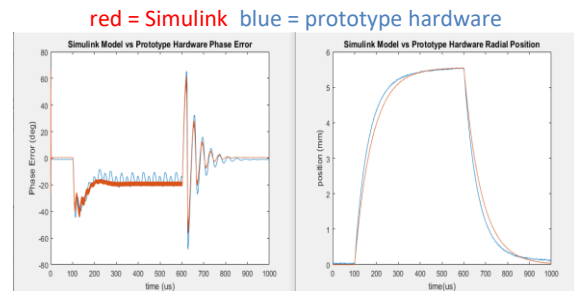 red = Simulink  blue = prototype hardware
Simulink Model vs Prototype Hardware Phase Error
80
60
40
20
0
-20
-40
-60
-80
Phase Error (deg)
0 100 200 300 400 500 600 700 800 900 1000
time (us)
Simulink Model vs Prototype Hardware Radial Position
6
5
4
3
2
1
0
position (mm)
0 100 200 300 400 500 600 700 800 900 1000
time(us)